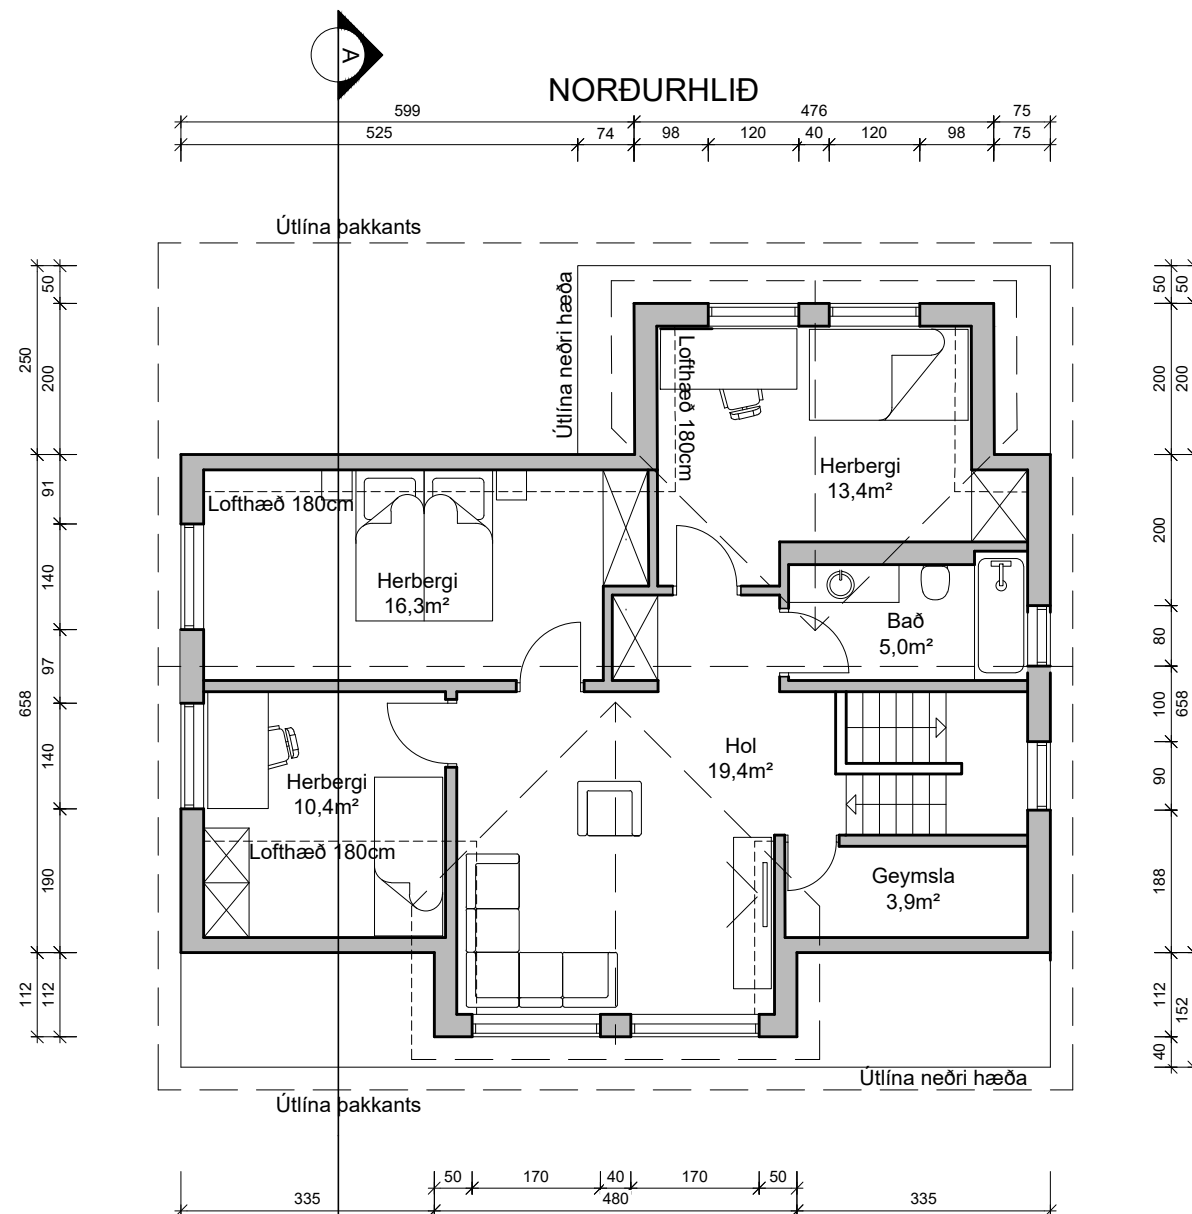 A
NORÐURHLIÐ
599 476 75
525 74 98 120 40 120 98 75
Útlína þakkants
Útlína neðri hæða
50
250
200
50
50
200
200
Lofthæð 180cm
Herbergi
13,4m²
Lofthæð 180cm
Herbergi
16,3m²
91
140
97
658
140
190
Bað
5,0m²
200
80
100
658
90
188
Hol
19,4m²
Herbergi
10,4m²
Lofthæð 180cm
Geymsla
3,9m²
112
112
112
152
40
Útlína neðri hæða
Útlína þakkants
50 170 40 170 50
335 480 335